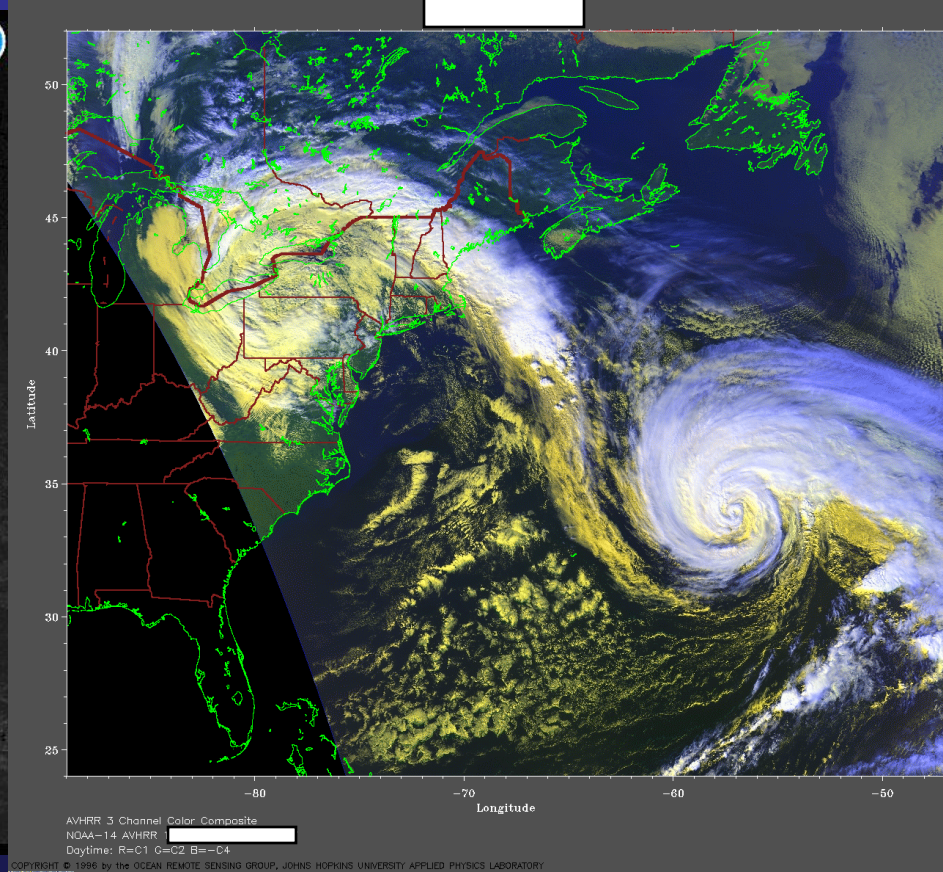 50
45
40
35
30
25
Latitude
-80 -70 -60 -50
Longitude
AVHRR 3 Channel Color Composite
NOAA-14 AVHRR
Daytime: R=C1 G=C2 B=-C4
COPYRIGHT © 1996 by the OCEAN REMOTE SENSING GROUP, JOHNS HOPKINS UNIVERSITY APPLIED PHYSICS LABORATORY